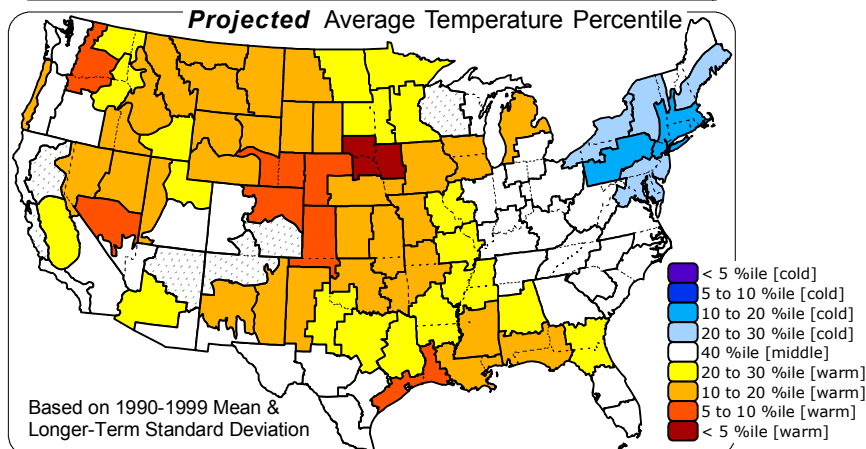 Projected Average Temperature Percentile
< 5 %ile [cold]
5 to 10 %ile [cold]
10 to 20 %ile [cold]
20 to 30 %ile [cold]
40 %ile [middle]
20 to 30 %ile [warm]
10 to 20 %ile [warm]
5 to 10 %ile [warm]
< 5 %ile [warm]
Based on 1990-1999 Mean &
Longer-Term Standard Deviation